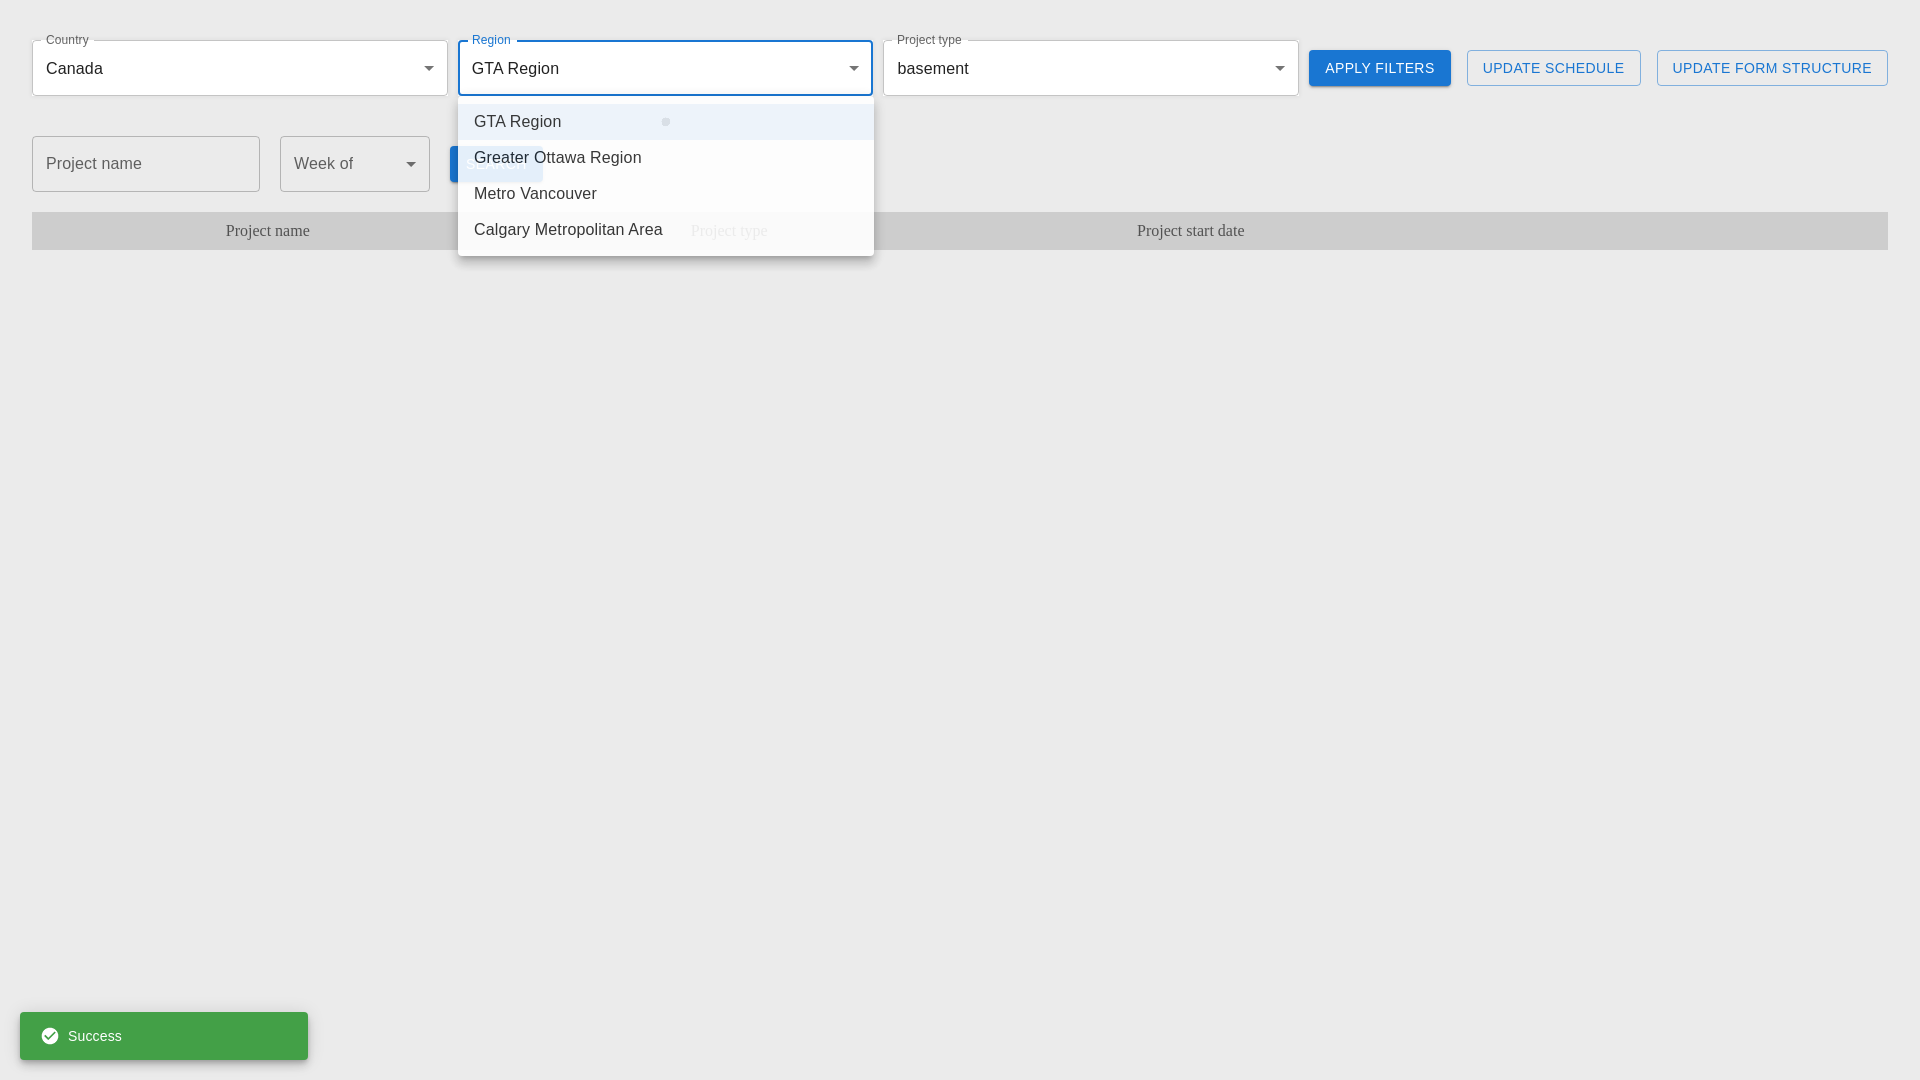 Country
Canada
Region
GTA Region
Project type
basement
APPLY FILTERS
UPDATE SCHEDULE
UPDATE FORM STRUCTURE
GTA Region
Greater Ottawa Region
Metro Vancouver
Calgary Metropolitan Area
Project name
Week of
Project name
Project type
Project start date
Success